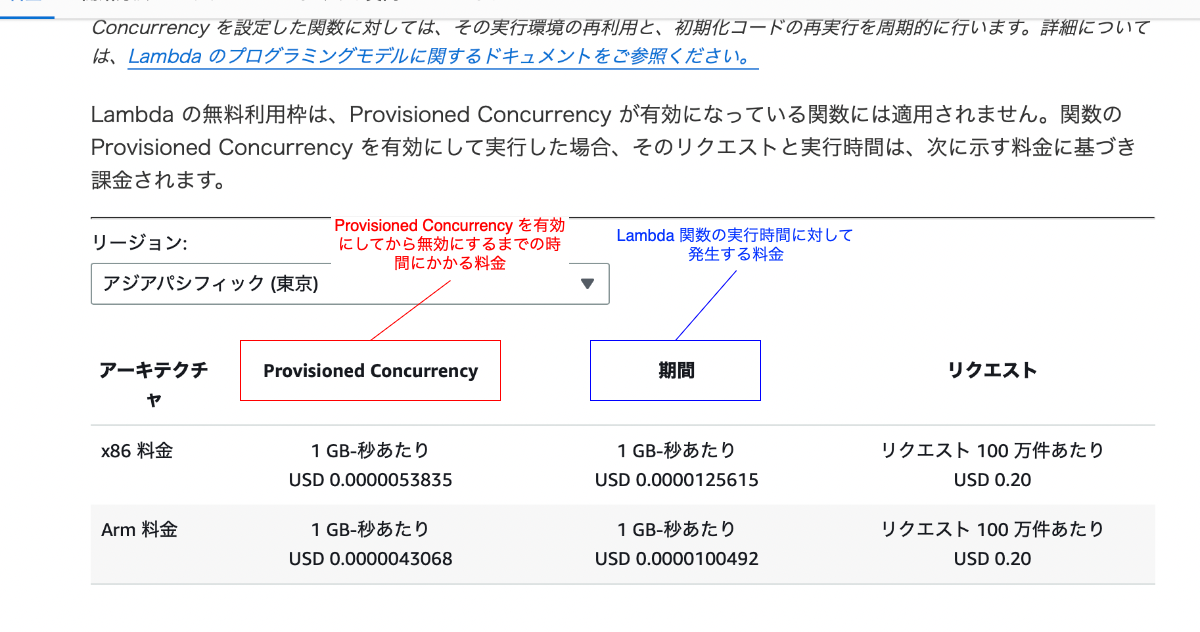 Concurrency を設定した関数に対しては、その実行環境の再利用と、初期化コードの再実行を周期的に行います。詳細について
は、Lambda のプログラミングモデルに関するドキュメントをご参照ください。
Lambda の無料利用枠は、Provisioned Concurrency が有効になっている関数には適用されません。関数の
Provisioned Concurrency を有効にして実行した場合、そのリクエストと実行時間は、次に示す料金に基づき
課金されます。
リージョン:
アジアパシフィック (東京)
Provisioned Concurrency を有効
にしてから無効にするまでの時
間にかかる料金
Lambda 関数の実行時間に対して
発生する料金
アーキテクチ
ャ
Provisioned Concurrency
期間
リクエスト
x86 料金
1 GB-秒あたり
USD 0.0000053835
1 GB-秒あたり
USD 0.0000125615
リクエスト 100 万件あたり
USD 0.20
Arm 料金
1 GB-秒あたり
USD 0.0000043068
1 GB-秒あたり
USD 0.0000100492
リクエスト 100 万件あたり
USD 0.20